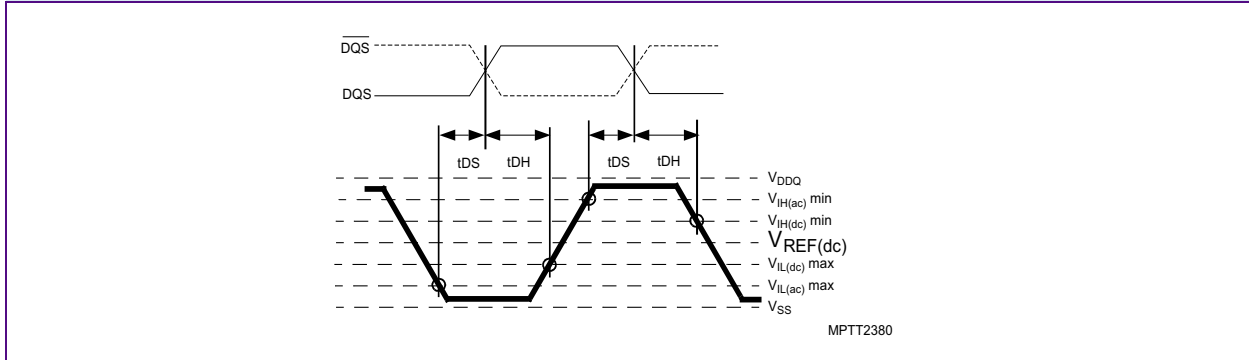 DQS
DQS
tDS tDH tDS tDH
VDDQ
VIH(ac) min
VIH(dc) min
VREF(dc)
VIL(dc) max
VIL(ac) max
VSS
MPTT2380